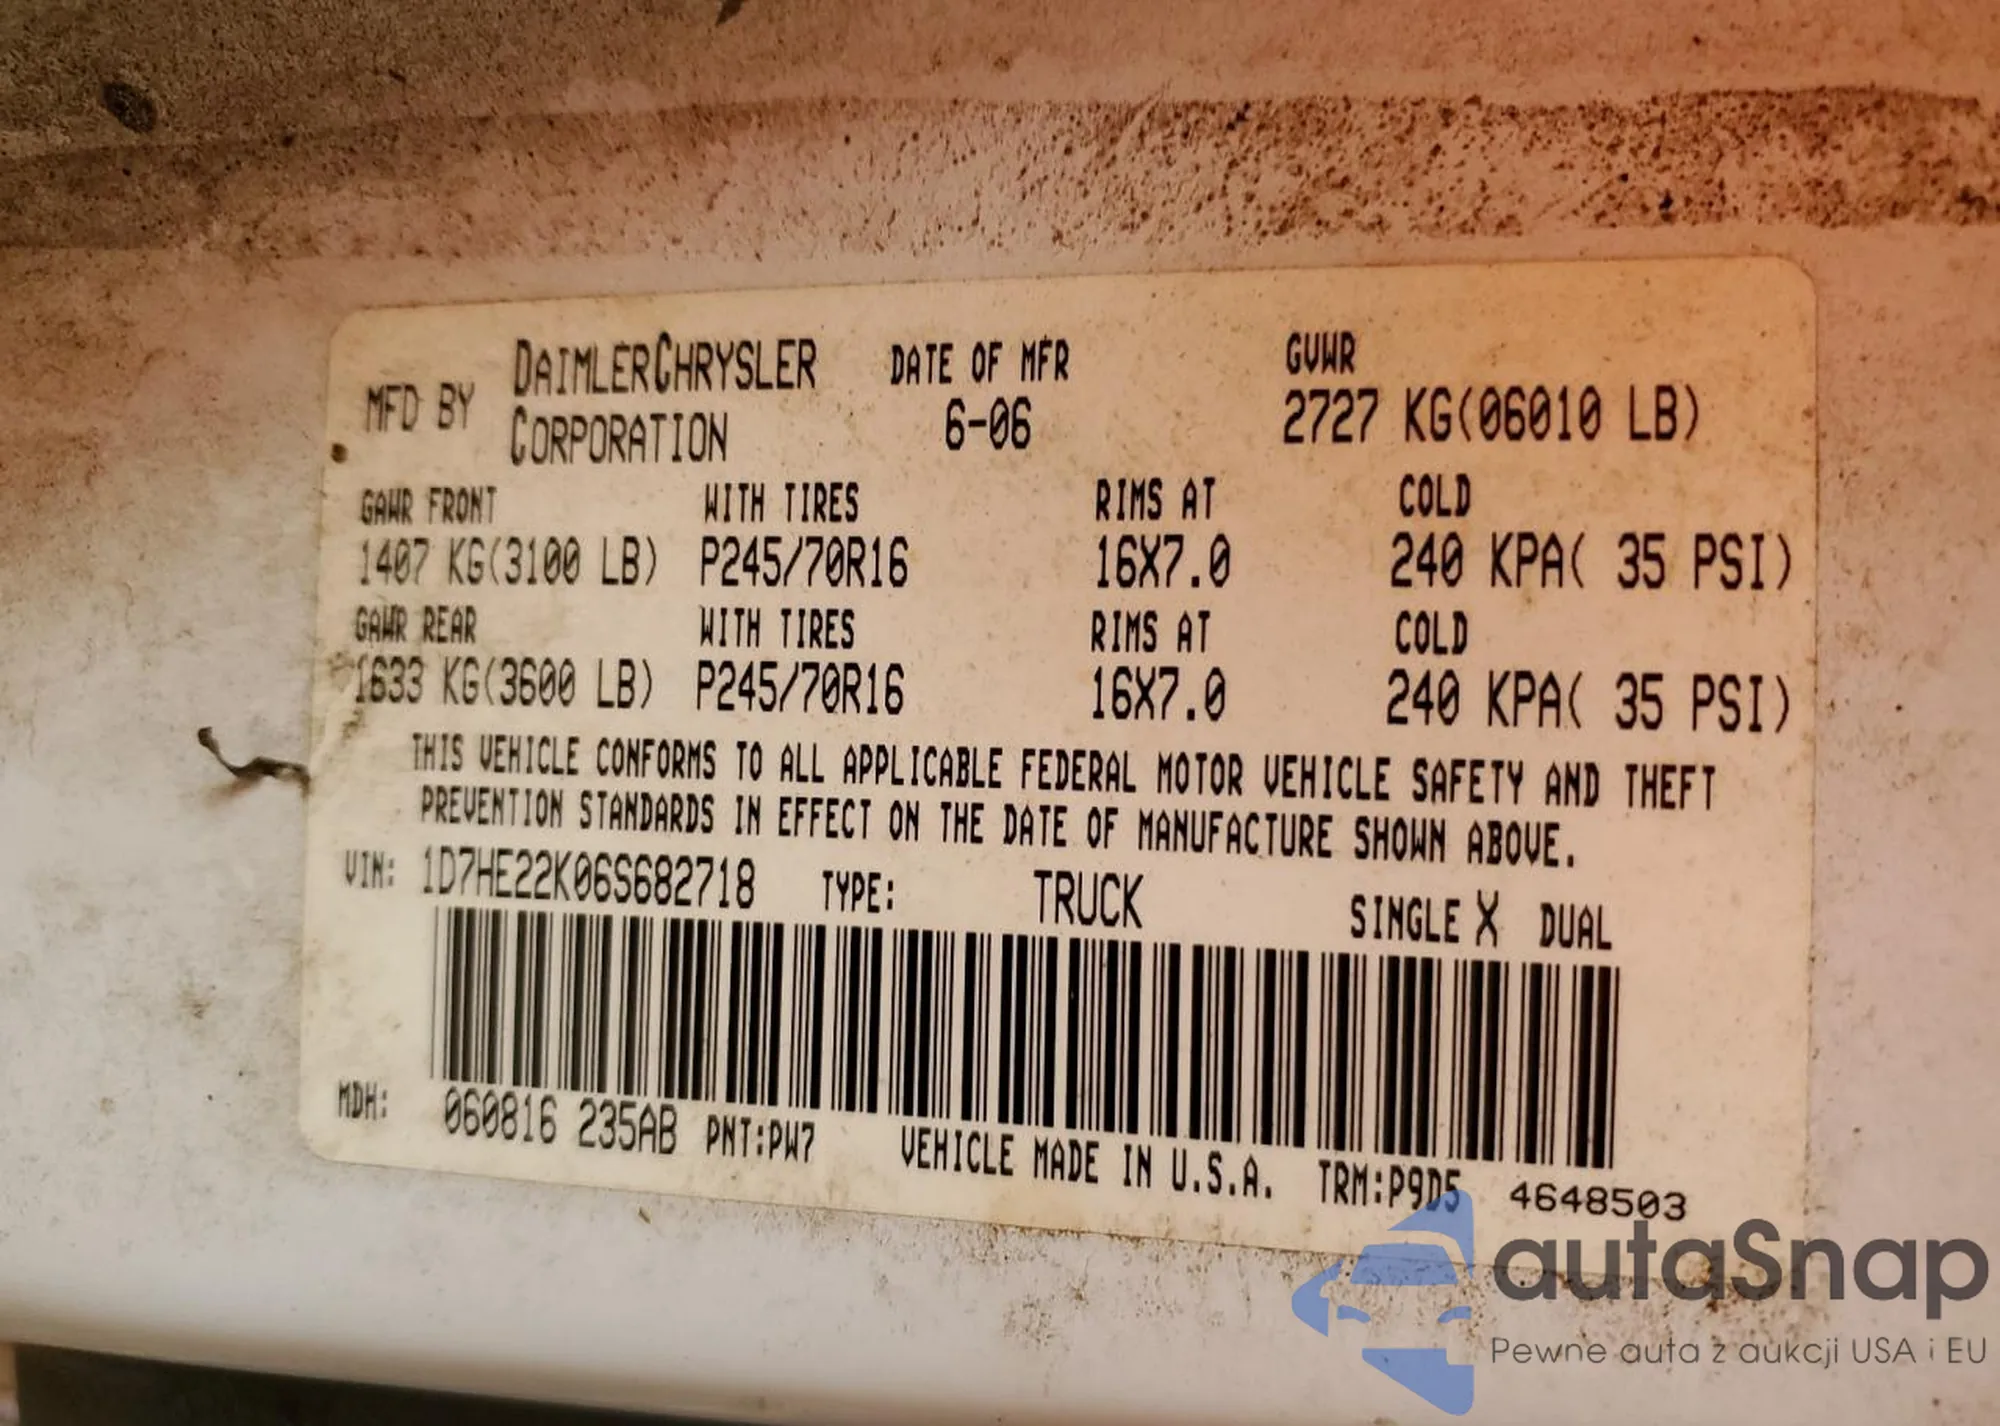 MFD BY DAIMLERCHRYSLER CORPORATION DATE OF MFR 6-06 GVWR 2727 KG(06010 LB)
GAWR FRONT WITH TIRES RIMS AT COLD
1407 KG(3100 LB) P245/70R16 16X7.0 240 KPA( 35 PSI)
GAWR REAR WITH TIRES RIMS AT COLD
1633 KG(3600 LB) P245/70R16 16X7.0 240 KPA( 35 PSI)
THIS VEHICLE CONFORMS TO ALL APPLICABLE FEDERAL MOTOR VEHICLE SAFETY AND THEFT
PREVENTION STANDARDS IN EFFECT ON THE DATE OF MANUFACTURE SHOWN ABOVE.
VIN: 1D7HE22K06S682718 TYPE: TRUCK SINGLE X DUAL
MDH: 060816 235AB PNT:PW7 VEHICLE MADE IN U.S.A. TRM:P9D5 4648503
autaSnap
Pewne auta z aukcji USA i EU